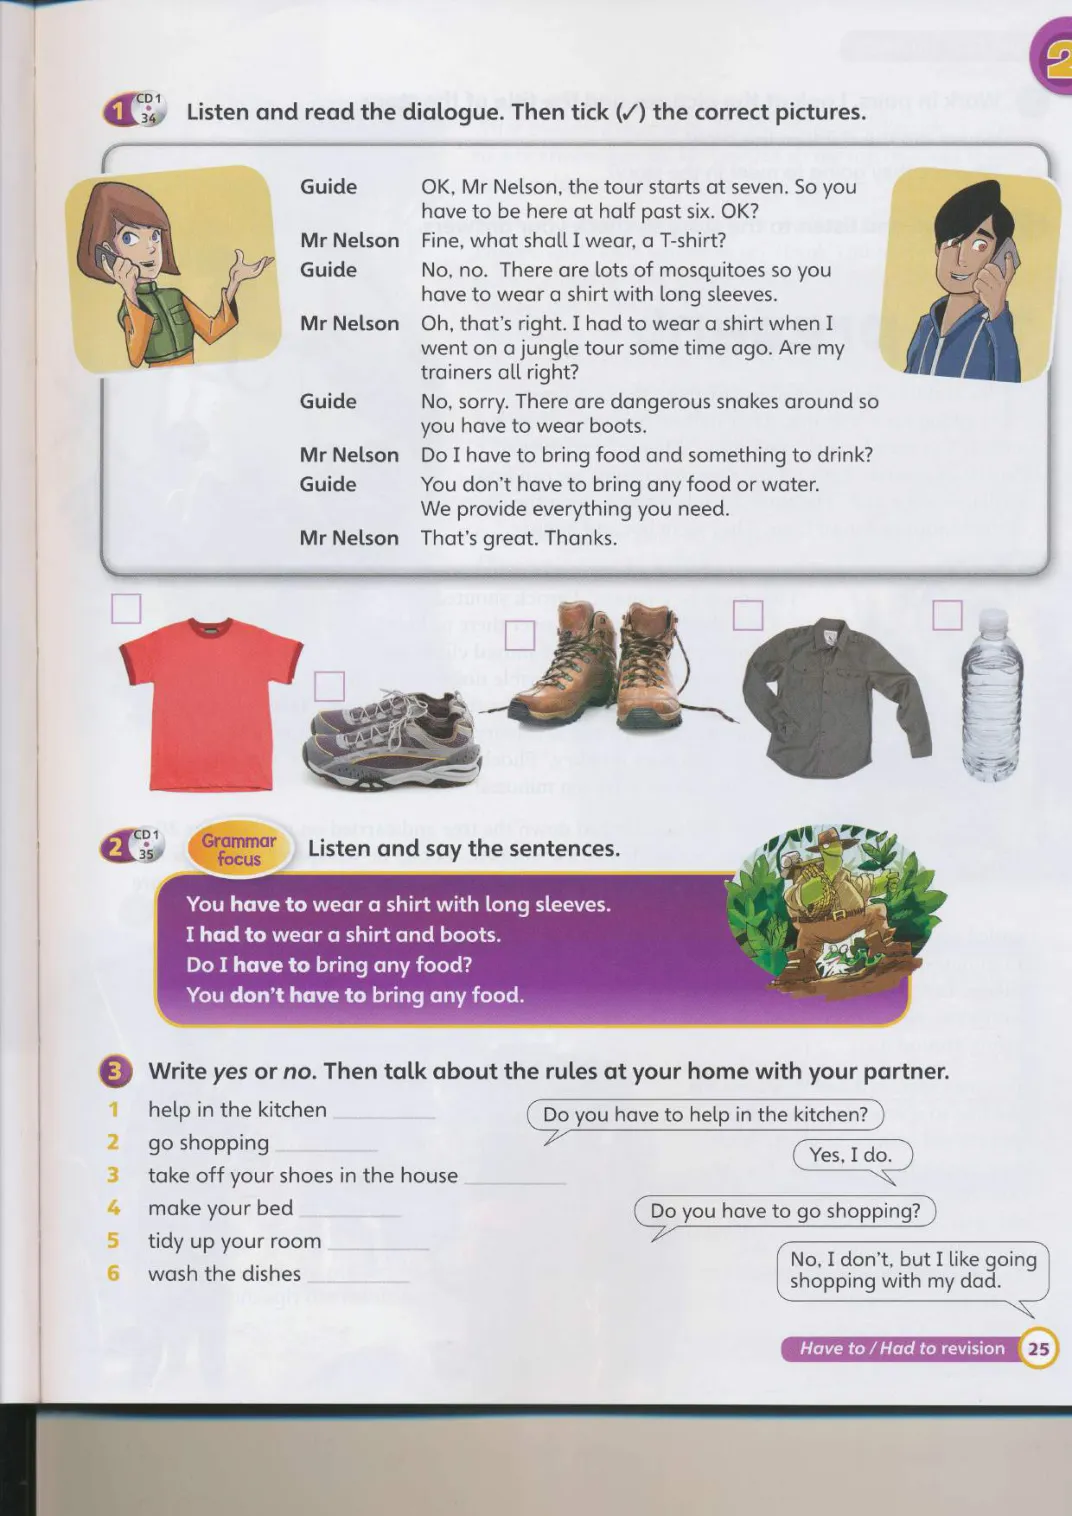 2
1 CD 1 34 Listen and read the dialogue. Then tick (✓) the correct pictures.
Guide OK, Mr Nelson, the tour starts at seven. So you
have to be here at half past six. OK?
Mr Nelson Fine, what shall I wear, a T-shirt?
Guide No, no. There are lots of mosquitoes so you
have to wear a shirt with long sleeves.
Mr Nelson Oh, that's right. I had to wear a shirt when I
went on a jungle tour some time ago. Are my
trainers all right?
Guide No, sorry. There are dangerous snakes around so
you have to wear boots.
Mr Nelson Do I have to bring food and something to drink?
Guide You don't have to bring any food or water.
We provide everything you need.
Mr Nelson That's great. Thanks.
2 CD 1 35 Grammar focus Listen and say the sentences.
You have to wear a shirt with long sleeves.
I had to wear a shirt and boots.
Do I have to bring any food?
You don't have to bring any food.
3 Write yes or no. Then talk about the rules at your home with your partner.
1 help in the kitchen
2 go shopping
3 take off your shoes in the house
4 make your bed
5 tidy up your room
6 wash the dishes
Do you have to help in the kitchen?
Yes, I do.
Do you have to go shopping?
No, I don't, but I like going
shopping with my dad.
Have to / Had to revision 25